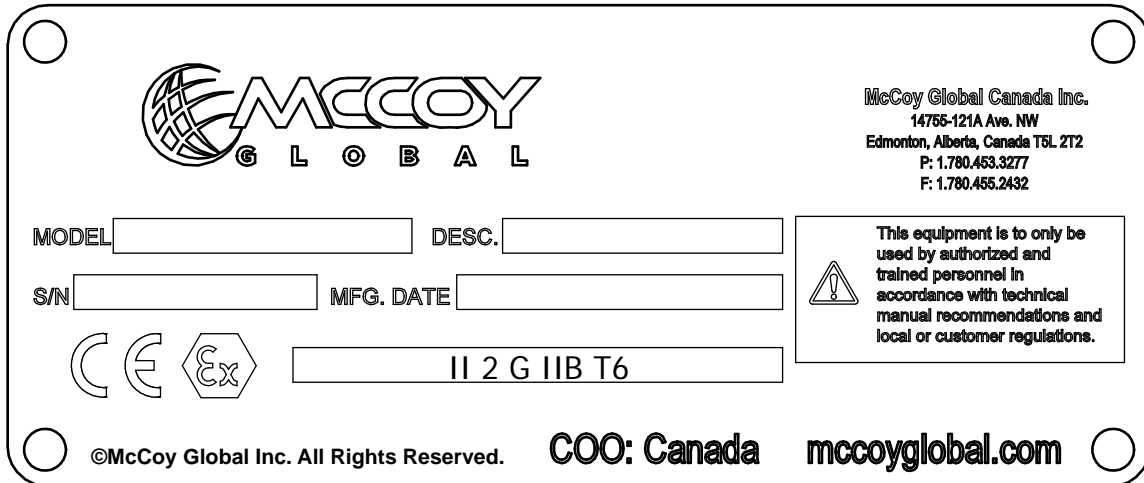 MCCOY
GLOBAL
McCoy Global Canada Inc.
14755-121A Ave. NW
Edmonton, Alberta, Canada T5L 2T2
P: 1.780.453.3277
F: 1.780.455.2432
MODEL DESC.
S/N MFG. DATE
This equipment is to only be
used by authorized and
trained personnel in
accordance with technical
manual recommendations and
local or customer regulations.
CE Ex II 2 G IIB T6
©McCoy Global Inc. All Rights Reserved. COO: Canada mccoyglobal.com